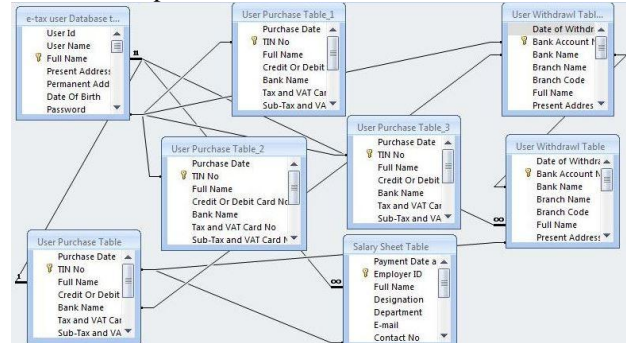 e-tax user Database t...
User Id
User Name
Full Name
Present Address
Permanent Add
Date Of Birth
Password
n
User Purchase Table_1
Purchase Date
TIN No
Full Name
Credit Or Debit
Bank Name
Tax and VAT Car
Sub-Tax and VA
User Withdrawl Tabl...
Date of Withdr
Bank Account N
Bank Name
Branch Name
Branch Code
Full Name
Present Addres
User Purchase Table_2
Purchase Date
TIN No
Full Name
Credit Or Debit Card No
Bank Name
Tax and VAT Card No
Sub-Tax and VAT Card N
User Purchase Table_3
Purchase Date
TIN No
Full Name
Credit Or Debit
Bank Name
Tax and VAT Car
Sub-Tax and VA
User Withdrawl Table
Date of Withdra
Bank Account N
Bank Name
Branch Name
Branch Code
Full Name
Present Address
∞
User Purchase Table
Purchase Date
TIN No
Full Name
Credit Or Debit
Bank Name
Tax and VAT Car
Sub-Tax and VA
1
Salary Sheet Table
Payment Date a
Employer ID
Full Name
Designation
Department
E-mail
Contact No
∞